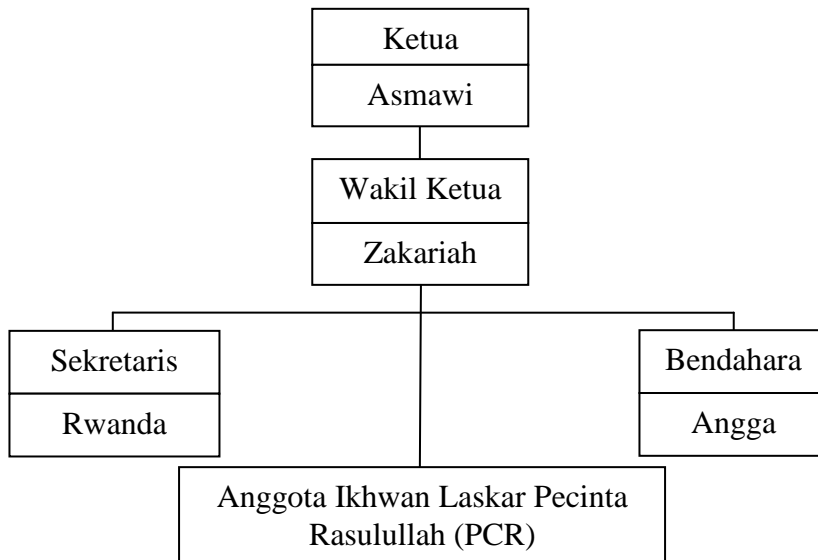 Ketua
Asmawi
Wakil Ketua
Zakariah
Sekretaris
Rwanda
Bendahara
Angga
Anggota Ikhwan Laskar Pecinta
Rasulullah (PCR)